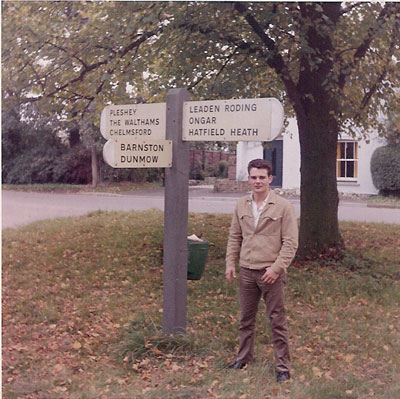 PLESHEY
THE WALTHAMS
CHELMSFORD
BARNSTON
DUNMOW
LEADEN RODING
ONGAR
HATFIELD HEATH